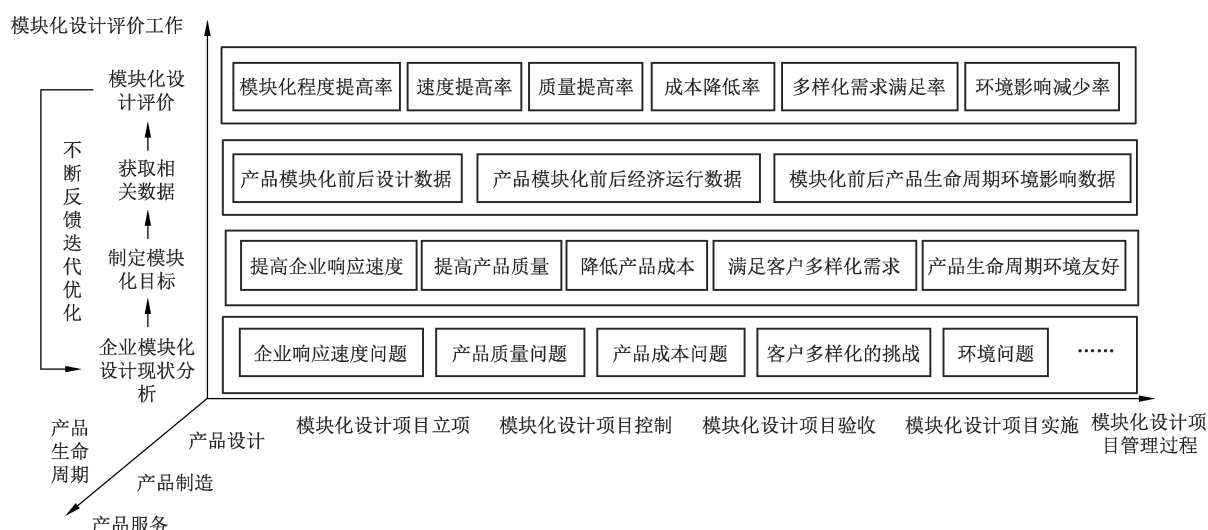 模块化设计评价工作
模块化设
计评价
模块化程度提高率
速度提高率
质量提高率
成本降低率
多样化需求满足率
环境影响减少率
不断反馈迭代优化
获取相
关数据
产品模块化前后设计数据
产品模块化前后经济运行数据
模块化前后产品生命周期环境影响数据
制定模块
化目标
提高企业响应速度
提高产品质量
降低产品成本
满足客户多样化需求
产品生命周期环境友好
企业模块化
设计现状分
析
企业响应速度问题
产品质量问题
产品成本问题
客户多样化的挑战
环境问题
……
产品
生命
周期
产品设计
产品制造
产品服务
模块化设计项目立项
模块化设计项目控制
模块化设计项目验收
模块化设计项目实施
模块化设计项
目管理过程